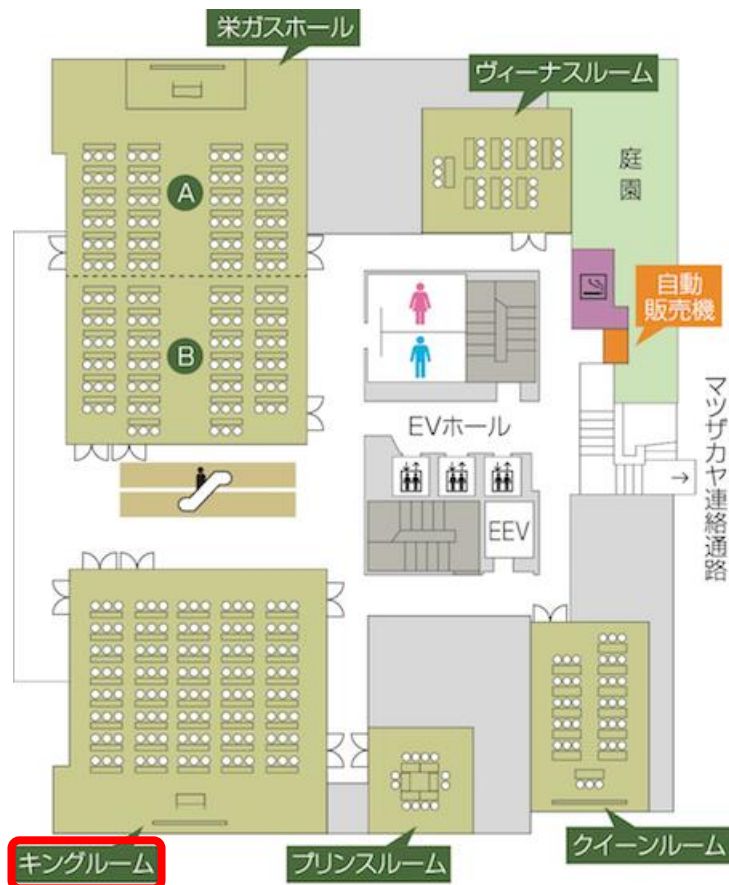 栄ガスホール
ヴィーナスルーム
庭園
A
自動
販売機
B
EVホール
マツザカヤ連絡通路
EEV
キングルーム
プリンスルーム
クイーンルーム